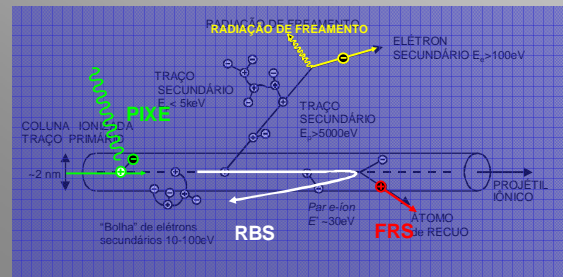 RADIAÇÃO DE FREAMENTO
RADIAÇÃO DE FREAMENTO
ELÉTRON
SECUNDÁRIO Eₑ>100eV
TRAÇO
SECUNDÁRIO
Eₑ< 5keV
PIXE
TRAÇO
SECUNDÁRIO
Eₑ>5000eV
COLUNA IONIZADA
TRAÇO PRIMÁRIO
~2 nm
PROJÉTIL
IÔNICO
Par e-íon
E' ~30eV
ÁTOMO
de RECUO
"Bolha" de elétrons
secundários 10-100eV
RBS
FRS